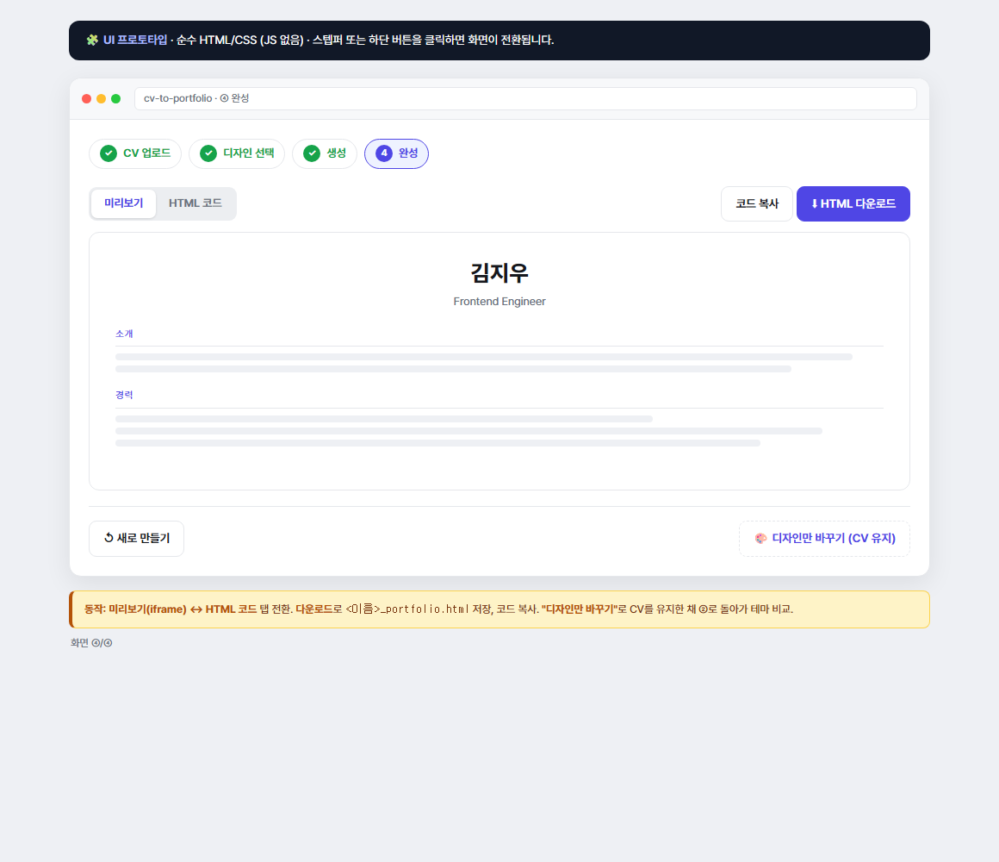 🧩 UI 프로토타입 · 순수 HTML/CSS (JS 없음) · 스텝퍼 또는 하단 버튼을 클릭하면 화면이 전환됩니다.
cv-to-portfolio · ④ 완성
✓ CV 업로드 ✓ 디자인 선택 ✓ 생성 4 완성
미리보기 HTML 코드 코드 복사 ⬇ HTML 다운로드
김지우
Frontend Engineer
소개
경력
↺ 새로 만들기 🎨 디자인만 바꾸기 (CV 유지)
동작: 미리보기(iframe) ↔ HTML 코드 탭 전환. 다운로드로 <이름>_portfolio.html 저장, 코드 복사. "디자인만 바꾸기"로 CV를 유지한 채 ②로 돌아가 테마 비교.
화면 ④/④